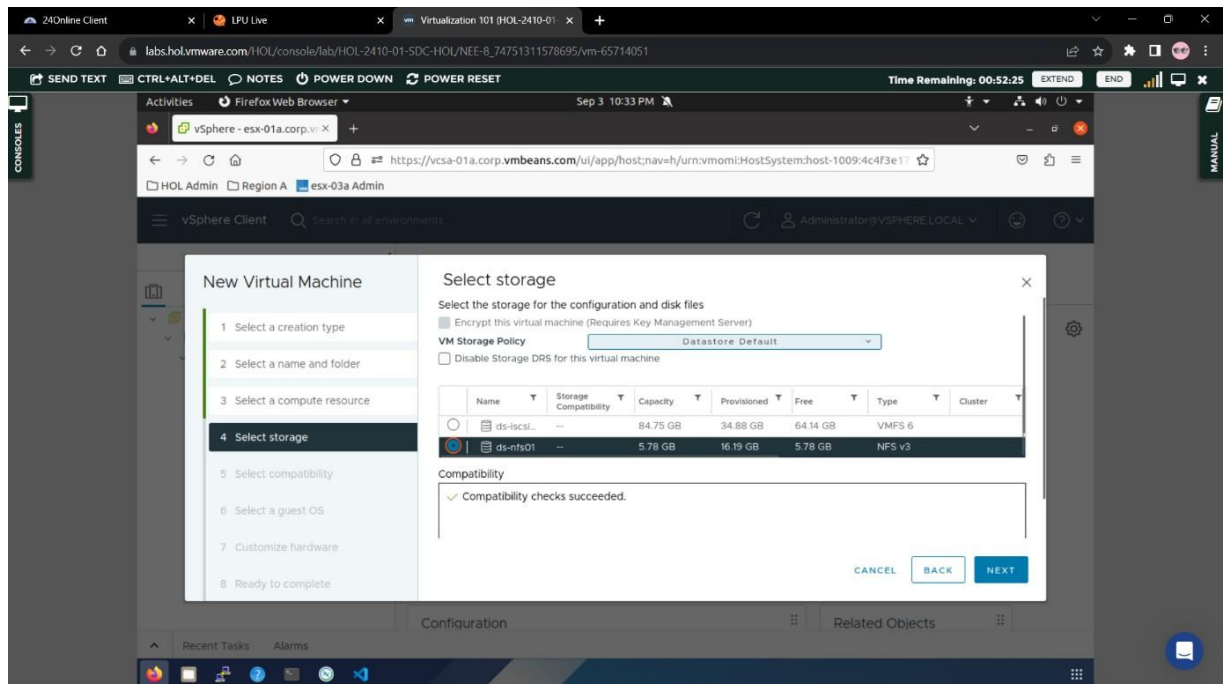 24Online Client
LPU Live
Virtualization 101 (HOL-2410-01-
labs.hol.vmware.com/HOL/console/lab/HOL-2410-01-SDC-HOL/NEE-8_74751311578695/vm-65714051
SEND TEXT CTRL+ALT+DEL NOTES POWER DOWN POWER RESET Time Remaining: 00:52:25 EXTEND END
CONSOLES
MANUAL
Activities Firefox Web Browser Sep 3 10:33 PM
vSphere - esx-01a.corp.v
https://vcsa-01a.corp.vmbeans.com/ui/app/host;nav=h/urn:vmomi:HostSystem:host-1009:4c4f3e17
HOL Admin Region A esx-03a Admin
vSphere Client Search in all environments Administrator@VSPHERE.LOCAL
New Virtual Machine
1 Select a creation type
2 Select a name and folder
3 Select a compute resource
4 Select storage
5 Select compatibility
6 Select a guest OS
7 Customize hardware
8 Ready to complete
Select storage
Select the storage for the configuration and disk files
Encrypt this virtual machine (Requires Key Management Server)
VM Storage Policy Datastore Default
Disable Storage DRS for this virtual machine
Name Storage Compatibility Capacity Provisioned Free Type Cluster
ds-iscsi... -- 84.75 GB 34.88 GB 64.14 GB VMFS 6
ds-nfs01 -- 5.78 GB 16.19 GB 5.78 GB NFS v3
Compatibility
Compatibility checks succeeded.
CANCEL BACK NEXT
Configuration Related Objects
Recent Tasks Alarms